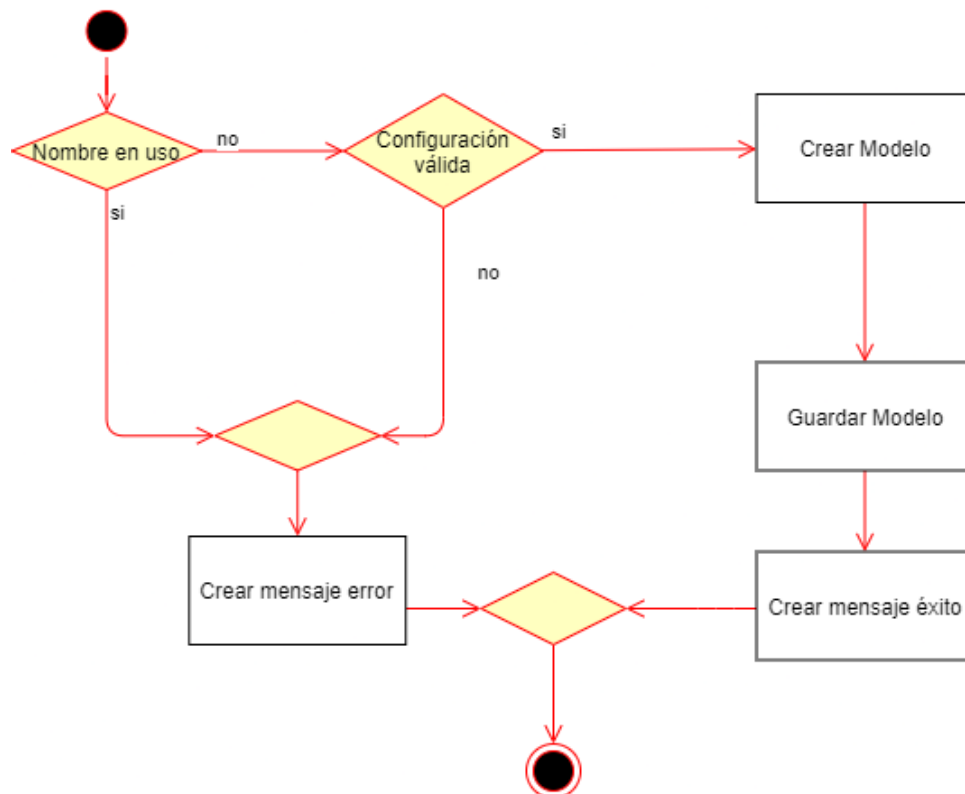 Nombre en uso
no
Configuración
válida
si
Crear Modelo
si
no
Guardar Modelo
Crear mensaje error
Crear mensaje éxito